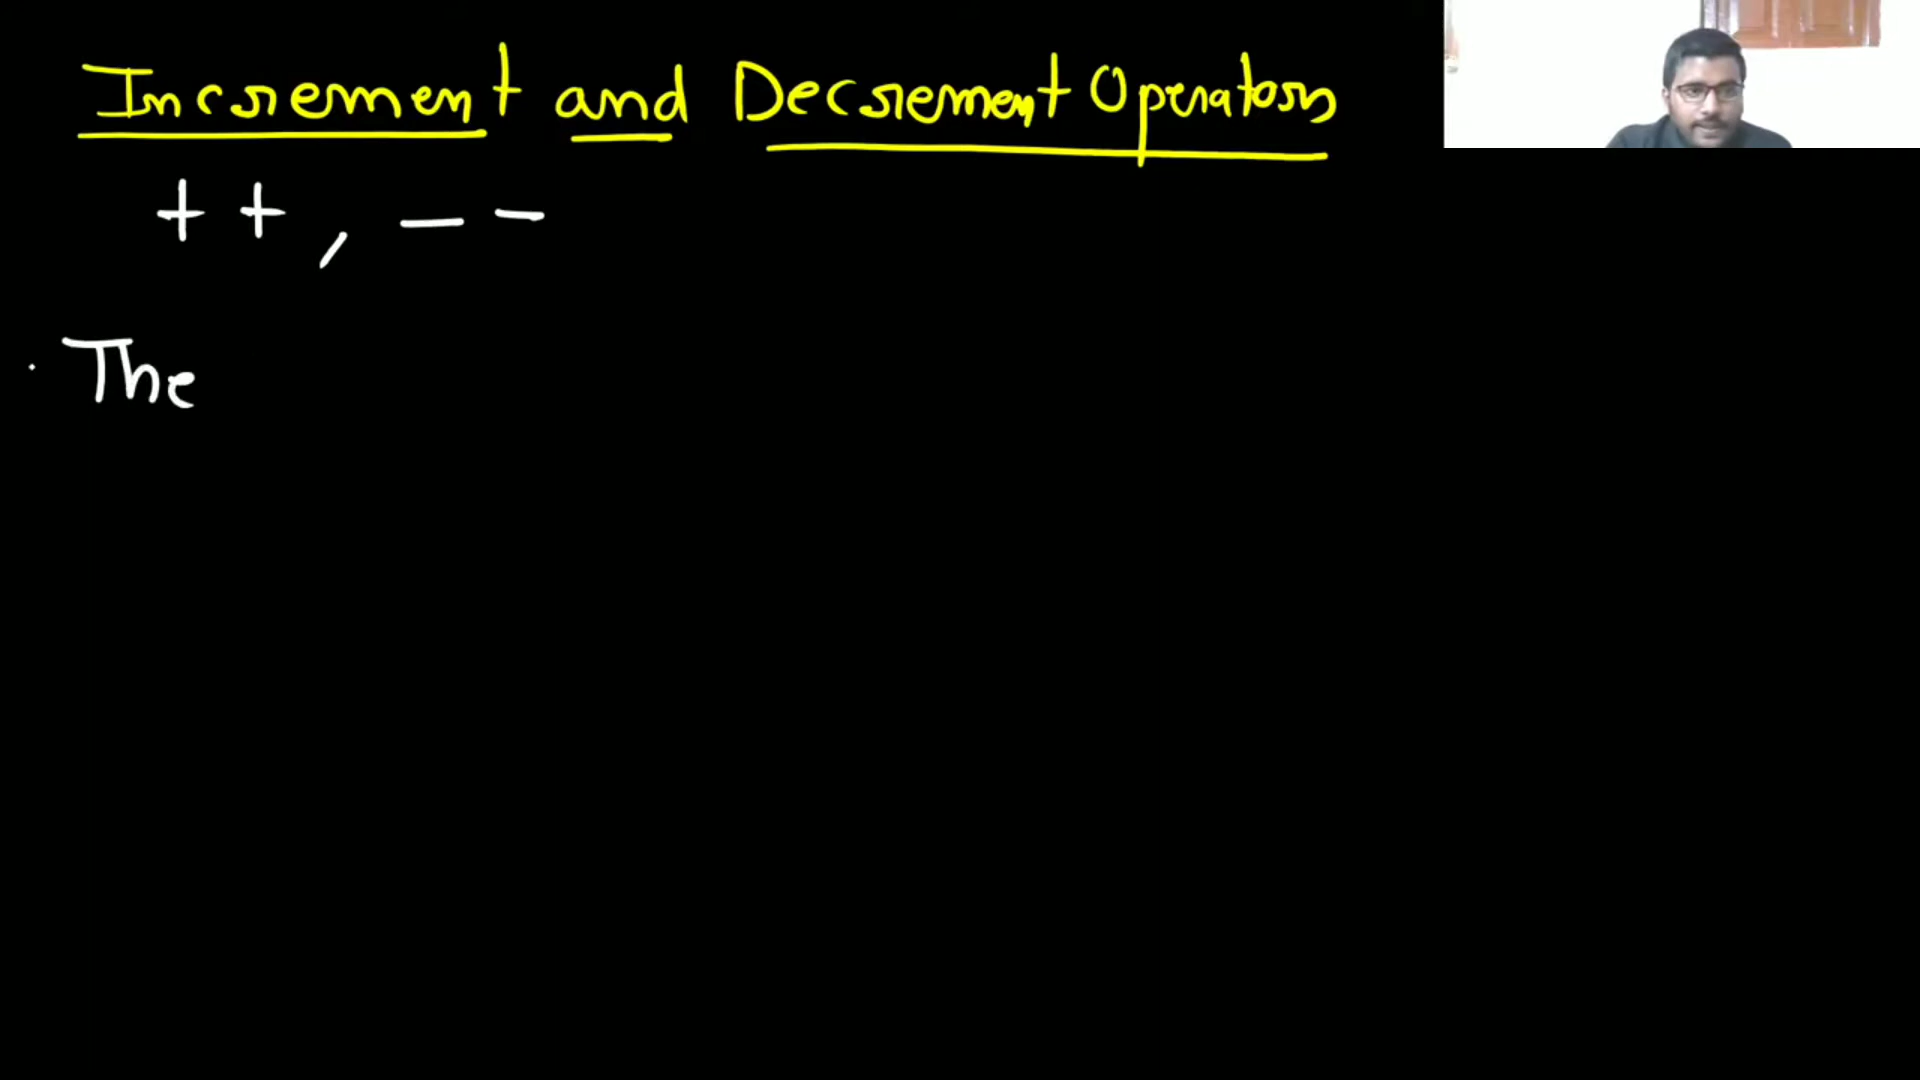 Increment and Decrement Operators
++, --
The